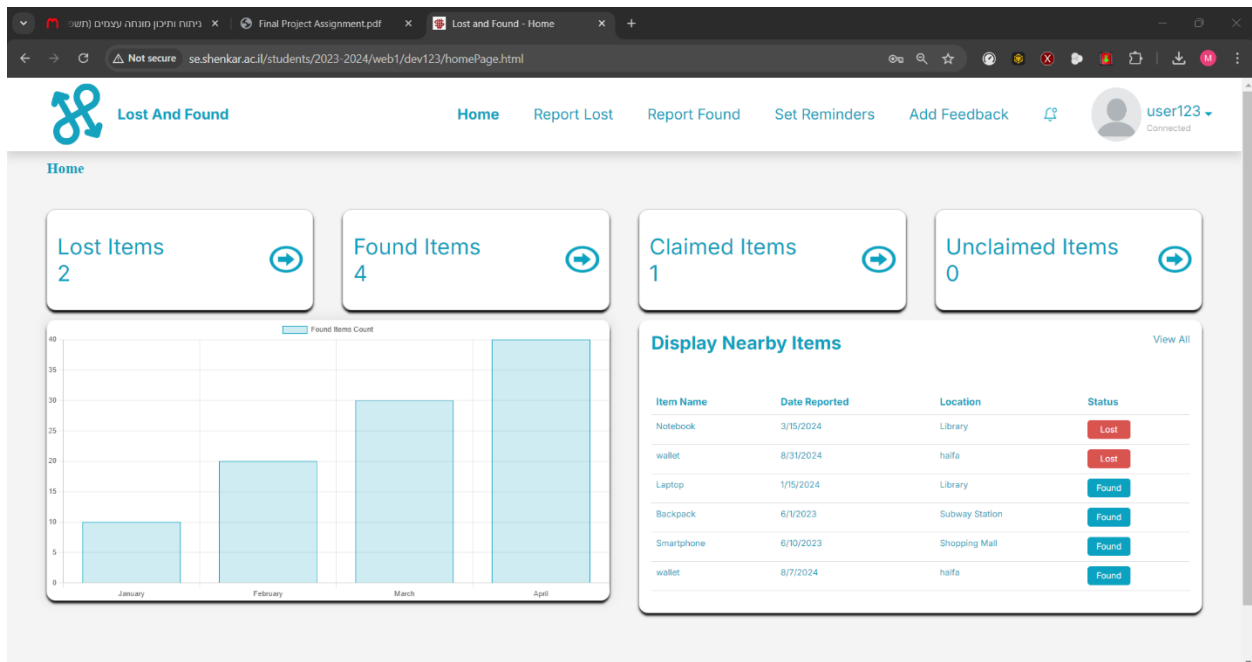 ניתוח ותיכון מונחה עצמים (תשפ
Final Project Assignment.pdf
Lost and Found - Home
Not secure se.shenkar.ac.il/students/2023-2024/web1/dev123/homePage.html
M
Lost And Found
Home Report Lost Report Found Set Reminders Add Feedback
user123
Connected
Home
Lost Items
2
Found Items
4
Claimed Items
1
Unclaimed Items
0
Found Items Count
40
35
30
25
20
15
10
5
0
January February March April
Display Nearby Items
View All
Item Name Date Reported Location Status
Notebook 3/15/2024 Library Lost
wallet 8/31/2024 haifa Lost
Laptop 1/15/2024 Library Found
Backpack 6/1/2023 Subway Station Found
Smartphone 6/10/2023 Shopping Mall Found
wallet 8/7/2024 haifa Found